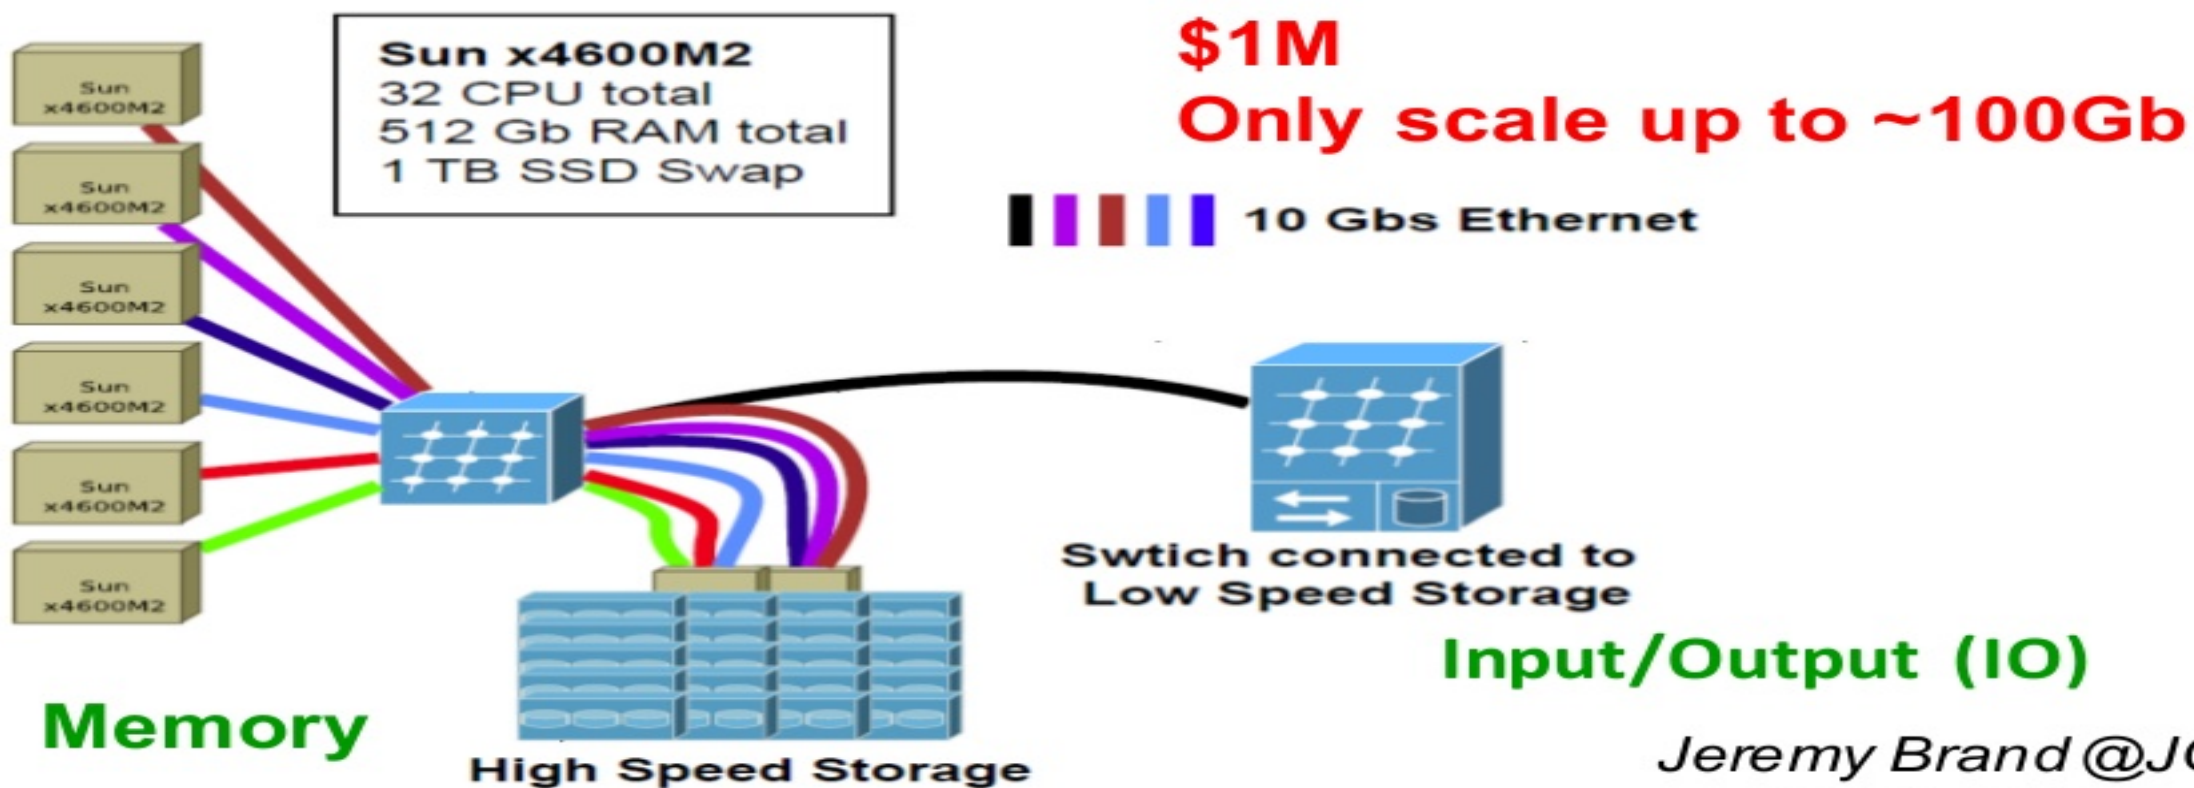 Sun x4600M2
32 CPU total
512 Gb RAM total
1 TB SSD Swap
$1M
Only scale up to ~100Gb
10 Gbs Ethernet
Sun
x4600M2
Sun
x4600M2
Sun
x4600M2
Sun
x4600M2
Sun
x4600M2
Sun
x4600M2
Swtich connected to
Low Speed Storage
Input/Output (IO)
Memory
High Speed Storage
Jeremy Brand @